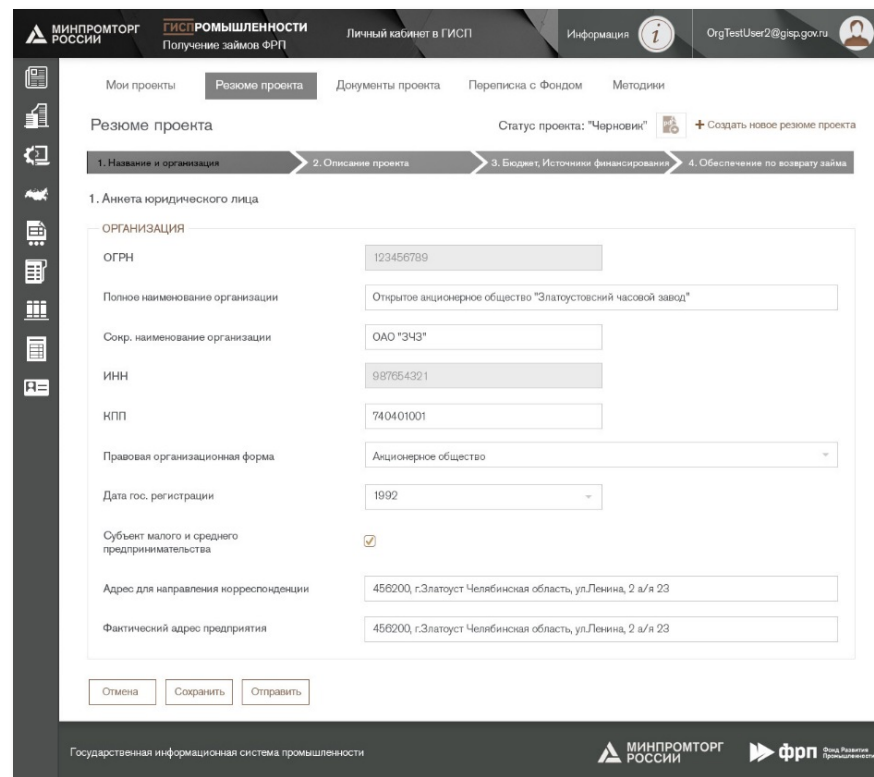 МИНПРОМТОРГ
РОССИИ
ГИСПРОМЫШЛЕННОСТИ
Получение займов ФРП
Личный кабинет в ГИСП
Информация
i
OrgTestUser2@gisp.gov.ru
Мои проекты
Резюме проекта
Документы проекта
Переписка с Фондом
Методики
Резюме проекта
Статус проекта: "Черновик"
+ Создать новое резюме проекта
1. Название и организация
2. Описание проекта
3. Бюджет, Источники финансирования
4. Обеспечение по возврату займа
1. Анкета юридического лица
ОРГАНИЗАЦИЯ
ОГРН
123456789
Полное наименование организации
Открытое акционерное общество "Златоустовский часовой завод"
Сокр. наименование организации
ОАО "ЗЧЗ"
ИНН
987654321
КПП
740401001
Правовая организационная форма
Акционерное общество
Дата гос. регистрации
1992
Субъект малого и среднего
предпринимательства
Адрес для направления корреспонденции
456200, г.Златоуст Челябинская область, ул.Ленина, 2 а/я 23
Фактический адрес предприятия
456200, г.Златоуст Челябинская область, ул.Ленина, 2 а/я 23
Отмена
Сохранить
Отправить
Государственная информационная система промышленности
МИНПРОМТОРГ
РОССИИ
фрп
Фонд Развития
Промышленности